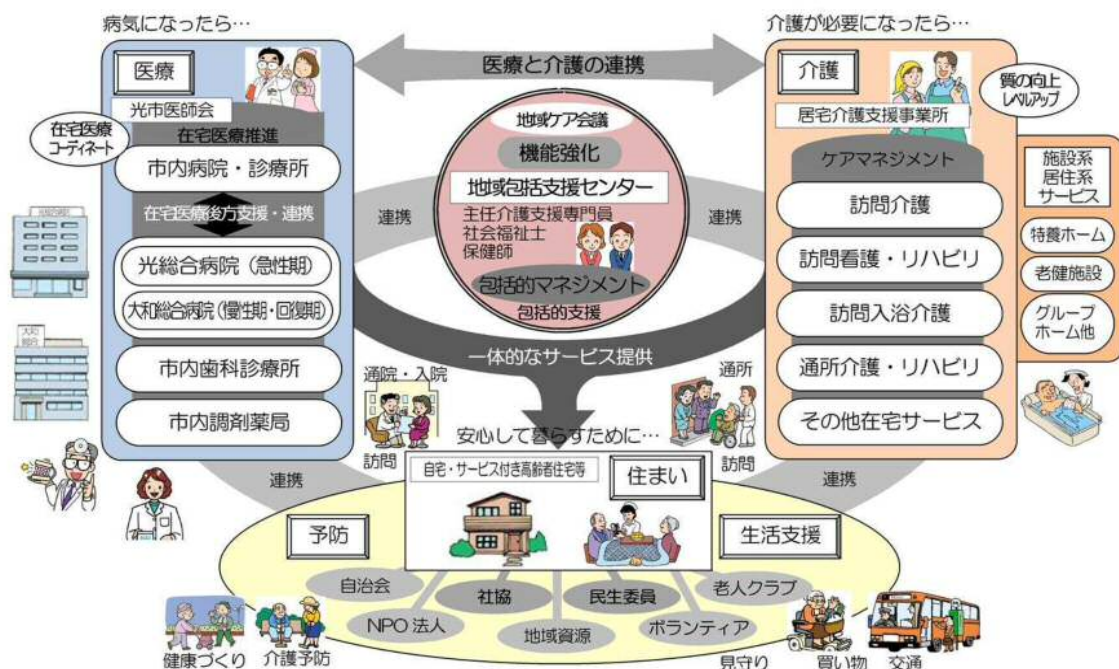 病気になったら…
介護が必要になったら…
医療
光市医師会
在宅医療
コーディネート
在宅医療推進
市内病院・診療所
在宅医療後方支援・連携
光総合病院（急性期）
大和総合病院（慢性期・回復期）
市内歯科診療所
市内調剤薬局
医療と介護の連携
地域ケア会議
機能強化
地域包括支援センター
主任介護支援専門員
社会福祉士
保健師
包括的マネジメント
包括的支援
連携
連携
一体的なサービス提供
介護
質の向上
レベルアップ
居宅介護支援事業所
ケアマネジメント
訪問介護
訪問看護・リハビリ
訪問入浴介護
通所介護・リハビリ
その他在宅サービス
施設系
居住系
サービス
特養ホーム
老健施設
グループ
ホーム他
通院・入院
訪問
通所
訪問
安心して暮らすために…
連携
連携
自宅・サービス付き高齢者住宅等
住まい
予防
生活支援
自治会
社協
民生委員
老人クラブ
NPO 法人
地域資源
ボランティア
健康づくり
介護予防
見守り
買い物
交通